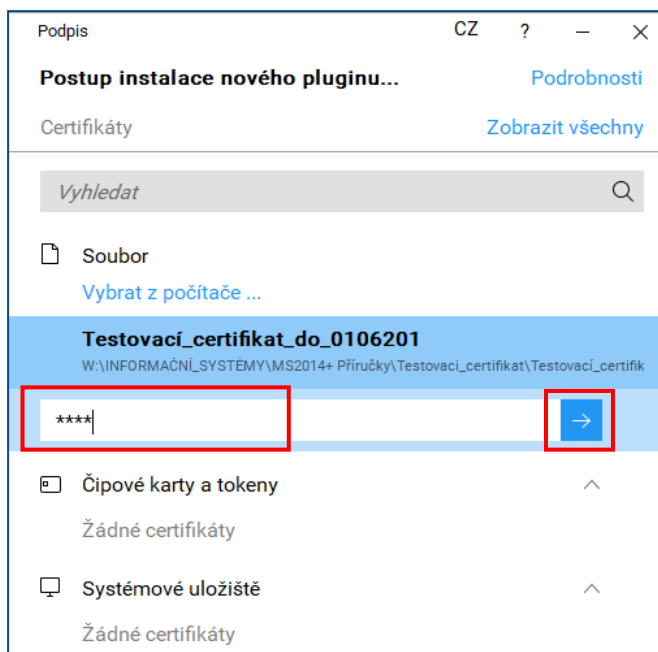 Podpis CZ ? – ×
Postup instalace nového pluginu... Podrobnosti
Certifikáty Zobrazit všechny
Vyhledat
Soubor
Vybrat z počítače ...
Testovací_certifikat_do_0106201
W:\INFORMAČNÍ_SYSTÉMY\MS2014+ Příručky\Testovaci_certifikat\Testovací_certifik
****
Čipové karty a tokeny
Žádné certifikáty
Systémové uložiště
Žádné certifikáty